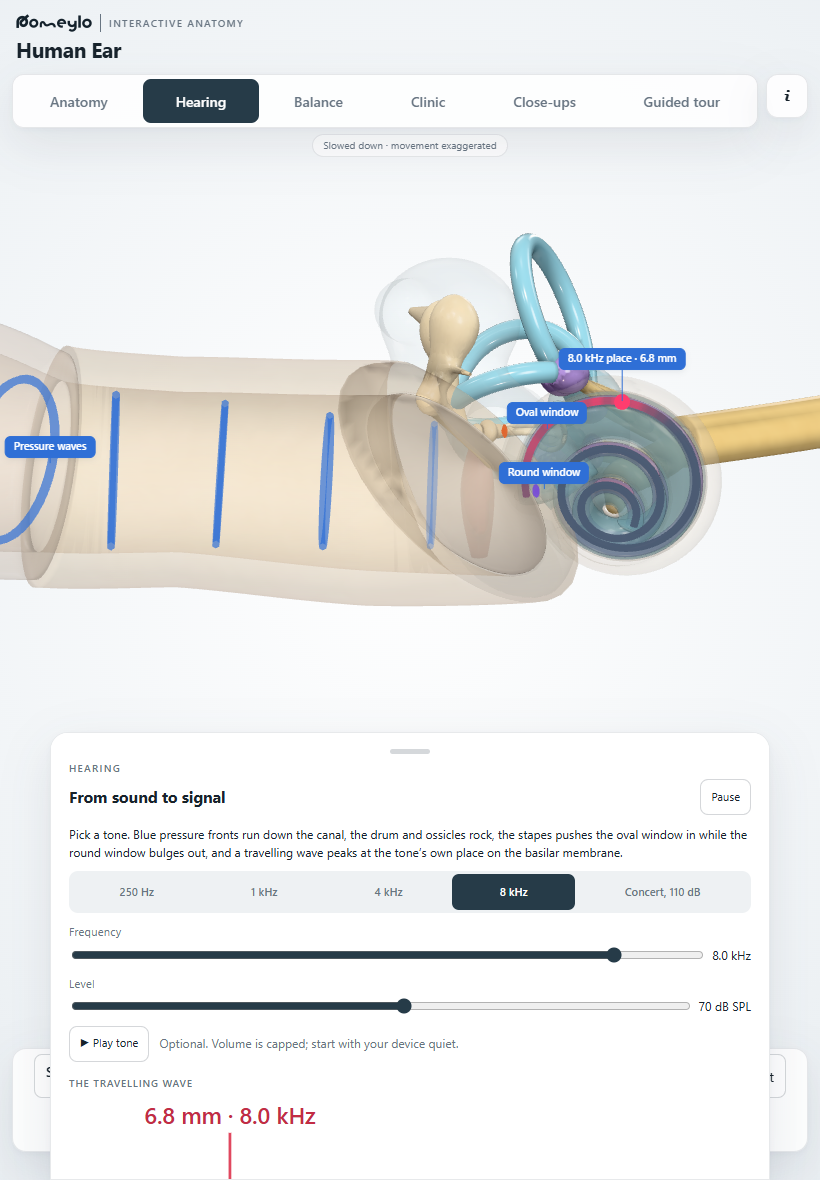 Domeylo
INTERACTIVE ANATOMY
Human Ear
Anatomy
Hearing
Balance
Clinic
Close-ups
Guided tour
i
Slowed down · movement exaggerated
8.0 kHz place · 6.8 mm
Oval window
Pressure waves
Round window
HEARING
From sound to signal
Pause
Pick a tone. Blue pressure fronts run down the canal, the drum and ossicles rock, the stapes pushes the oval window in while the
round window bulges out, and a travelling wave peaks at the tone's own place on the basilar membrane.
250 Hz
1 kHz
4 kHz
8 kHz
Concert, 110 dB
Frequency
8.0 kHz
Level
70 dB SPL
▶ Play tone
Optional. Volume is capped; start with your device quiet.
THE TRAVELLING WAVE
6.8 mm · 8.0 kHz